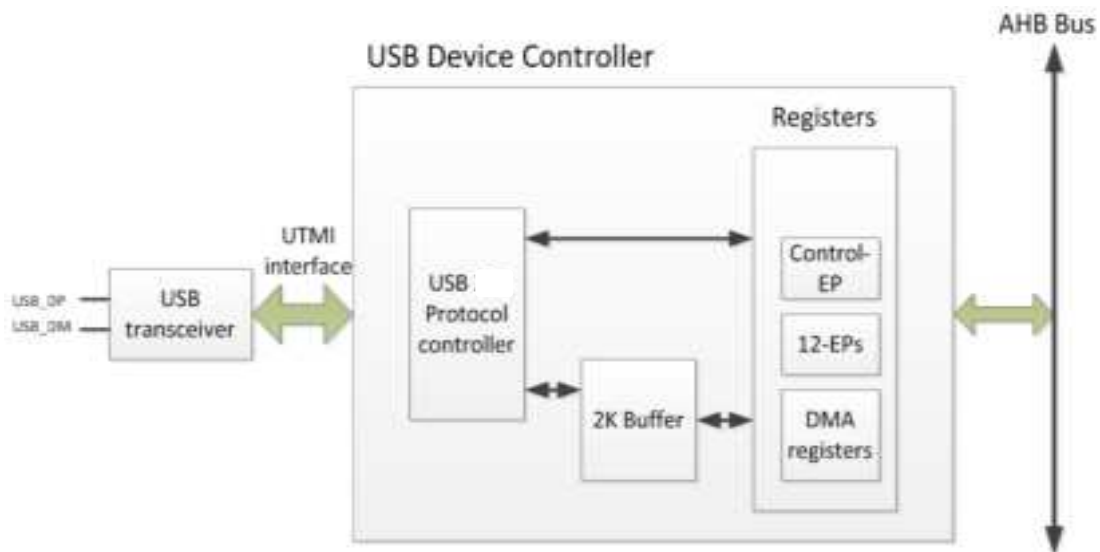 AHB Bus
USB Device Controller
Registers
UTMI
interface
USB_DP
USB_DM
USB
transceiver
USB
Protocol
controller
2K Buffer
Control-
EP
12-EPs
DMA
registers